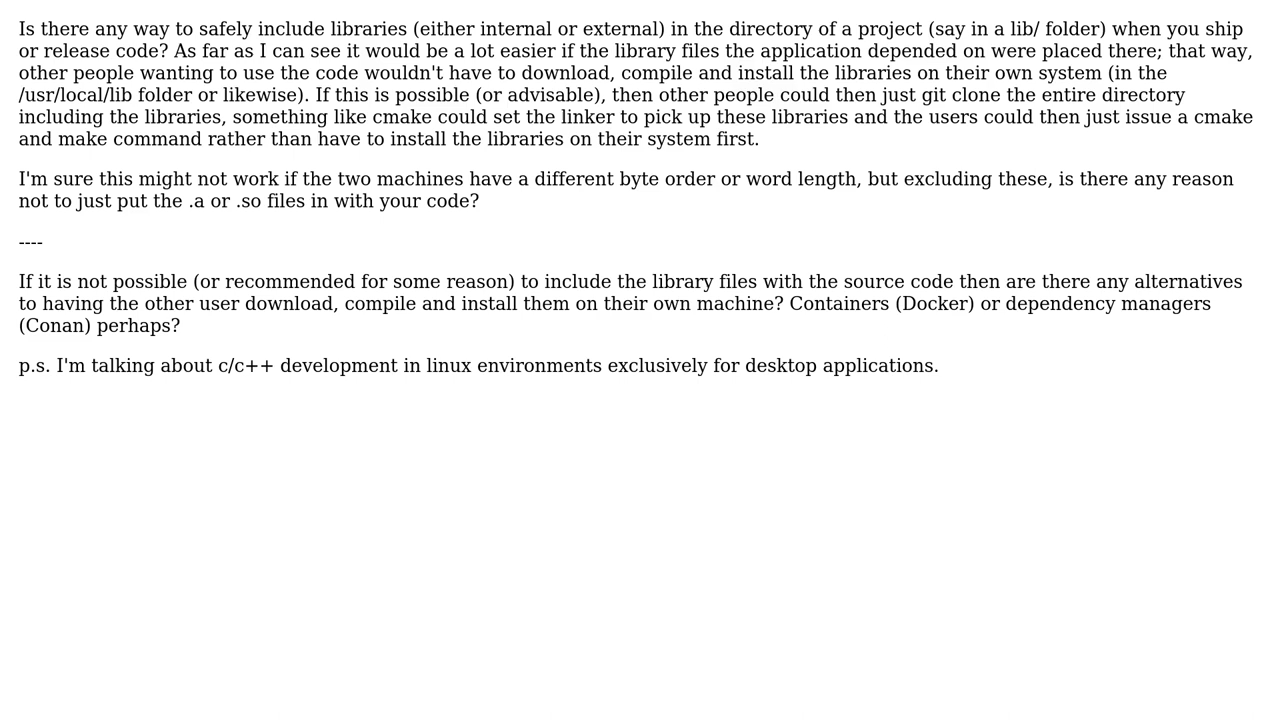 Is there any way to safely include libraries (either internal or external) in the directory of a project (say in a lib/ folder) when you ship
or release code? As far as I can see it would be a lot easier if the library files the application depended on were placed there; that way,
other people wanting to use the code wouldn't have to download, compile and install the libraries on their own system (in the
/usr/local/lib folder or likewise). If this is possible (or advisable), then other people could then just git clone the entire directory
including the libraries, something like cmake could set the linker to pick up these libraries and the users could then just issue a cmake
and make command rather than have to install the libraries on their system first.
I'm sure this might not work if the two machines have a different byte order or word length, but excluding these, is there any reason
not to just put the .a or .so files in with your code?
----
If it is not possible (or recommended for some reason) to include the library files with the source code then are there any alternatives
to having the other user download, compile and install them on their own machine? Containers (Docker) or dependency managers
(Conan) perhaps?
p.s. I'm talking about c/c++ development in linux environments exclusively for desktop applications.